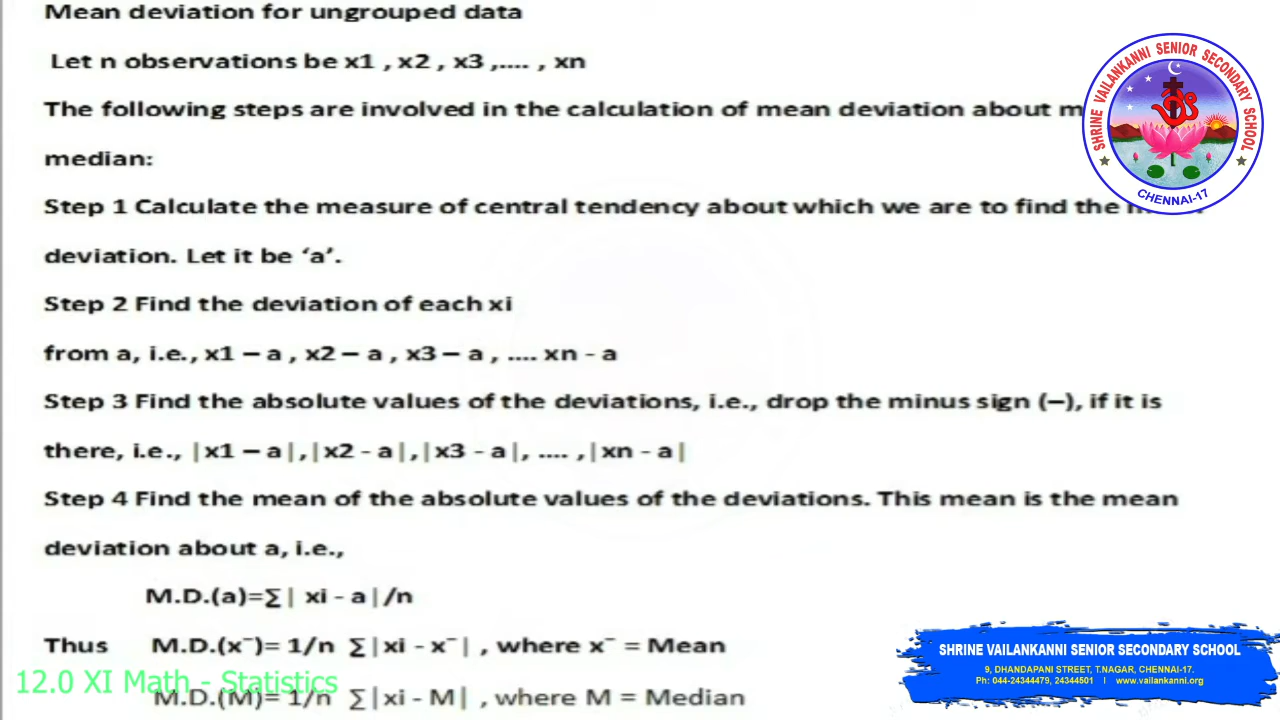 Mean deviation for ungrouped data
Let n observations be x1 , x2 , x3 ,.... , xn
The following steps are involved in the calculation of mean deviation about
median:
Step 1 Calculate the measure of central tendency about which we are to find the
deviation. Let it be ‘a’.
Step 2 Find the deviation of each xi
from a, i.e., x1 – a , x2 – a , x3 – a , .... xn - a
Step 3 Find the absolute values of the deviations, i.e., drop the minus sign (–), if it is
there, i.e., |x1 – a|,|x2 - a|,|x3 - a|, .... ,|xn - a|
Step 4 Find the mean of the absolute values of the deviations. This mean is the mean
deviation about a, i.e.,
M.D.(a)=∑| xi - a|/n
Thus M.D.(x¯)= 1/n ∑|xi - x¯| , where x¯ = Mean
M.D.(M)= 1/n ∑|xi - M| , where M = Median
12.0 XI Math - Statistics
SHRINE VAILANKANNI SENIOR SECONDARY SCHOOL
CHENNAI-17
SHRINE VAILANKANNI SENIOR SECONDARY SCHOOL
9, DHANDAPANI STREET, T.NAGAR, CHENNAI-17.
Ph: 044-24344479, 24344501 I www.vailankanni.org